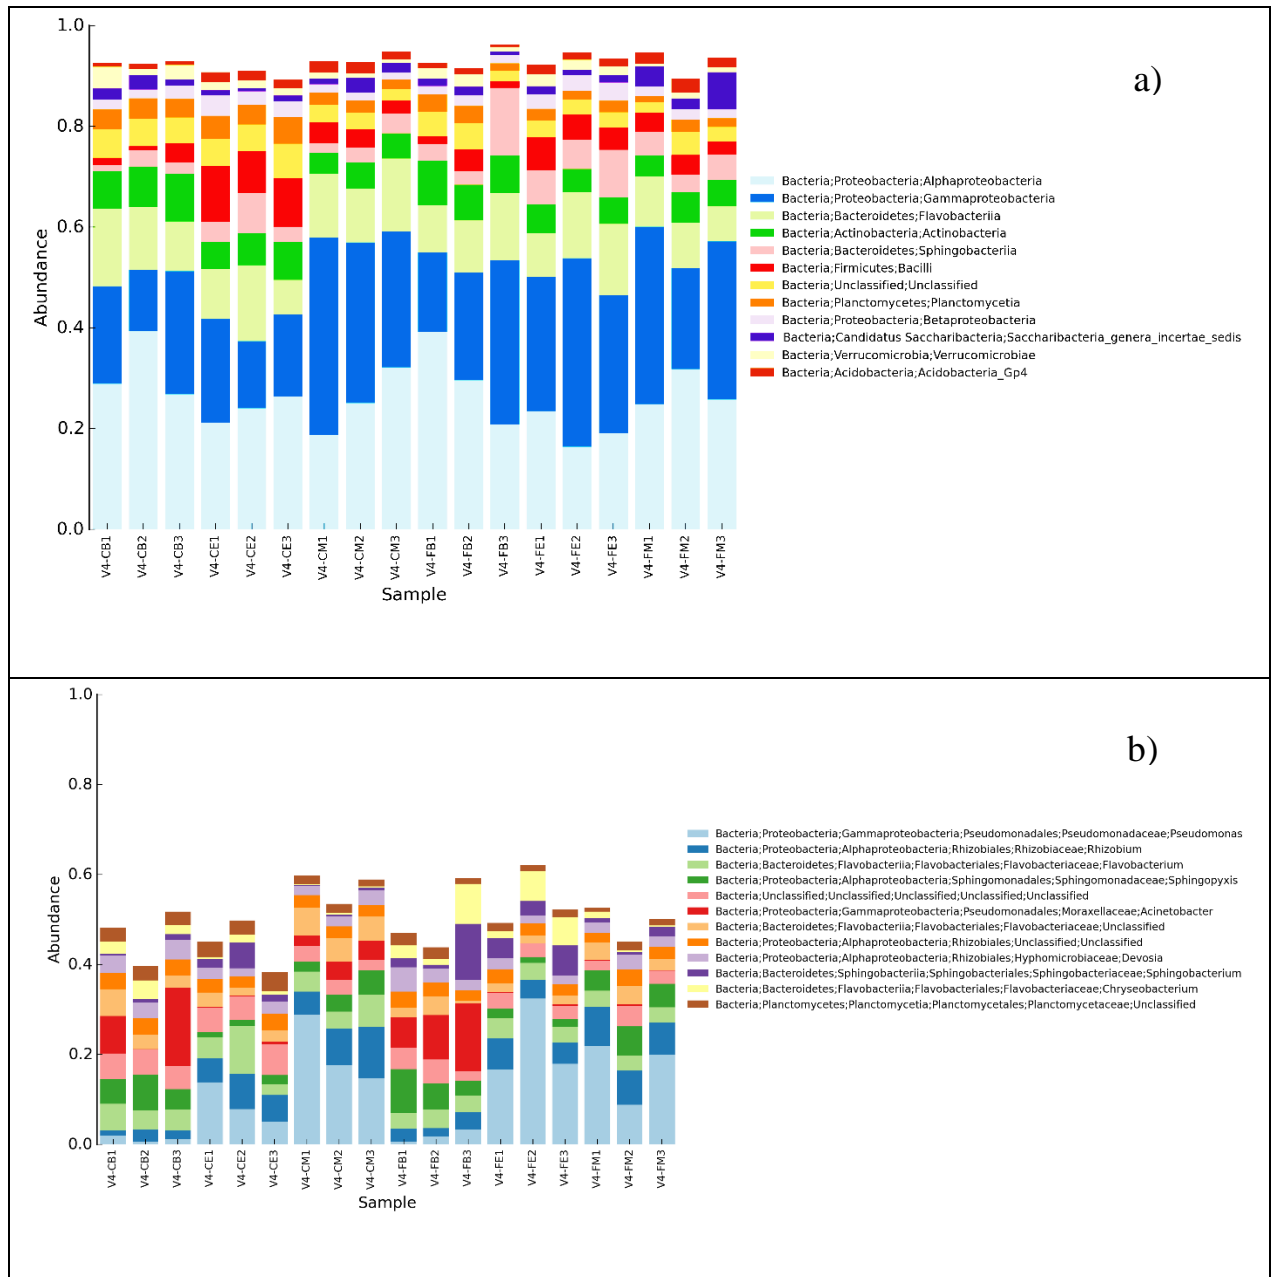 a)
1.0
0.8
0.6
0.4
0.2
0.0
Abundance
V4-CB1 V4-CB2 V4-CB3 V4-CE1 V4-CE2 V4-CE3 V4-CM1 V4-CM2 V4-CM3 V4-FB1 V4-FB2 V4-FB3 V4-FE1 V4-FE2 V4-FE3 V4-FM1 V4-FM2 V4-FM3
Sample
Bacteria;Proteobacteria;Alphaproteobacteria
Bacteria;Proteobacteria;Gammaproteobacteria
Bacteria;Bacteroidetes;Flavobacteriia
Bacteria;Actinobacteria;Actinobacteria
Bacteria;Bacteroidetes;Sphingobacteriia
Bacteria;Firmicutes;Bacilli
Bacteria;Unclassified;Unclassified
Bacteria;Planctomycetes;Planctomycetia
Bacteria;Proteobacteria;Betaproteobacteria
Bacteria;Candidatus Saccharibacteria;Saccharibacteria_genera_incertae_sedis
Bacteria;Verrucomicrobia;Verrucomicrobiae
Bacteria;Acidobacteria;Acidobacteria_Gp4
b)
1.0
0.8
0.6
0.4
0.2
0.0
Abundance
V4-CB1 V4-CB2 V4-CB3 V4-CE1 V4-CE2 V4-CE3 V4-CM1 V4-CM2 V4-CM3 V4-FB1 V4-FB2 V4-FB3 V4-FE1 V4-FE2 V4-FE3 V4-FM1 V4-FM2 V4-FM3
Sample
Bacteria;Proteobacteria;Gammaproteobacteria;Pseudomonadales;Pseudomonadaceae;Pseudomonas
Bacteria;Proteobacteria;Alphaproteobacteria;Rhizobiales;Rhizobiaceae;Rhizobium
Bacteria;Bacteroidetes;Flavobacteriia;Flavobacteriales;Flavobacteriaceae;Flavobacterium
Bacteria;Proteobacteria;Alphaproteobacteria;Sphingomonadales;Sphingomonadaceae;Sphingopyxis
Bacteria;Unclassified;Unclassified;Unclassified;Unclassified;Unclassified
Bacteria;Proteobacteria;Gammaproteobacteria;Pseudomonadales;Moraxellaceae;Acinetobacter
Bacteria;Bacteroidetes;Flavobacteriia;Flavobacteriales;Flavobacteriaceae;Unclassified
Bacteria;Proteobacteria;Alphaproteobacteria;Rhizobiales;Unclassified;Unclassified
Bacteria;Proteobacteria;Alphaproteobacteria;Rhizobiales;Hyphomicrobiaceae;Devosia
Bacteria;Bacteroidetes;Sphingobacteriia;Sphingobacteriales;Sphingobacteriaceae;Sphingobacterium
Bacteria;Bacteroidetes;Flavobacteriia;Flavobacteriales;Flavobacteriaceae;Chryseobacterium
Bacteria;Planctomycetes;Planctomycetia;Planctomycetales;Planctomycetaceae;Unclassified